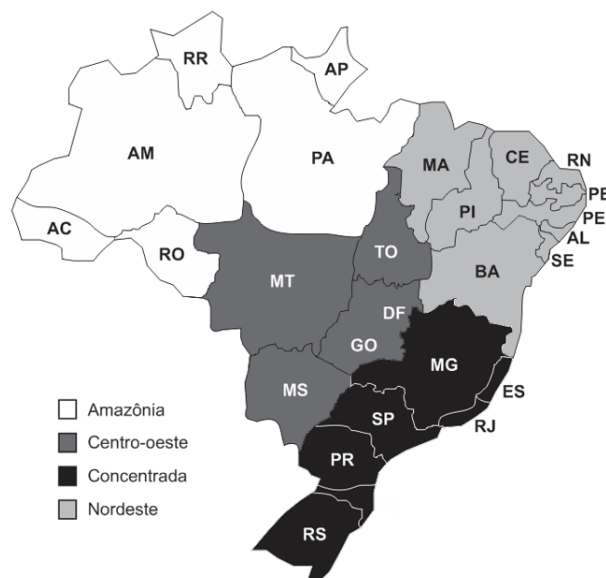 RR
AP
AM
PA
MA
CE
RN
PE
PE
AL
SE
PI
AC
RO
TO
BA
MT
DF
GO
MG
MS
ES
SP
RJ
PR
RS
Amazônia
Centro-oeste
Concentrada
Nordeste